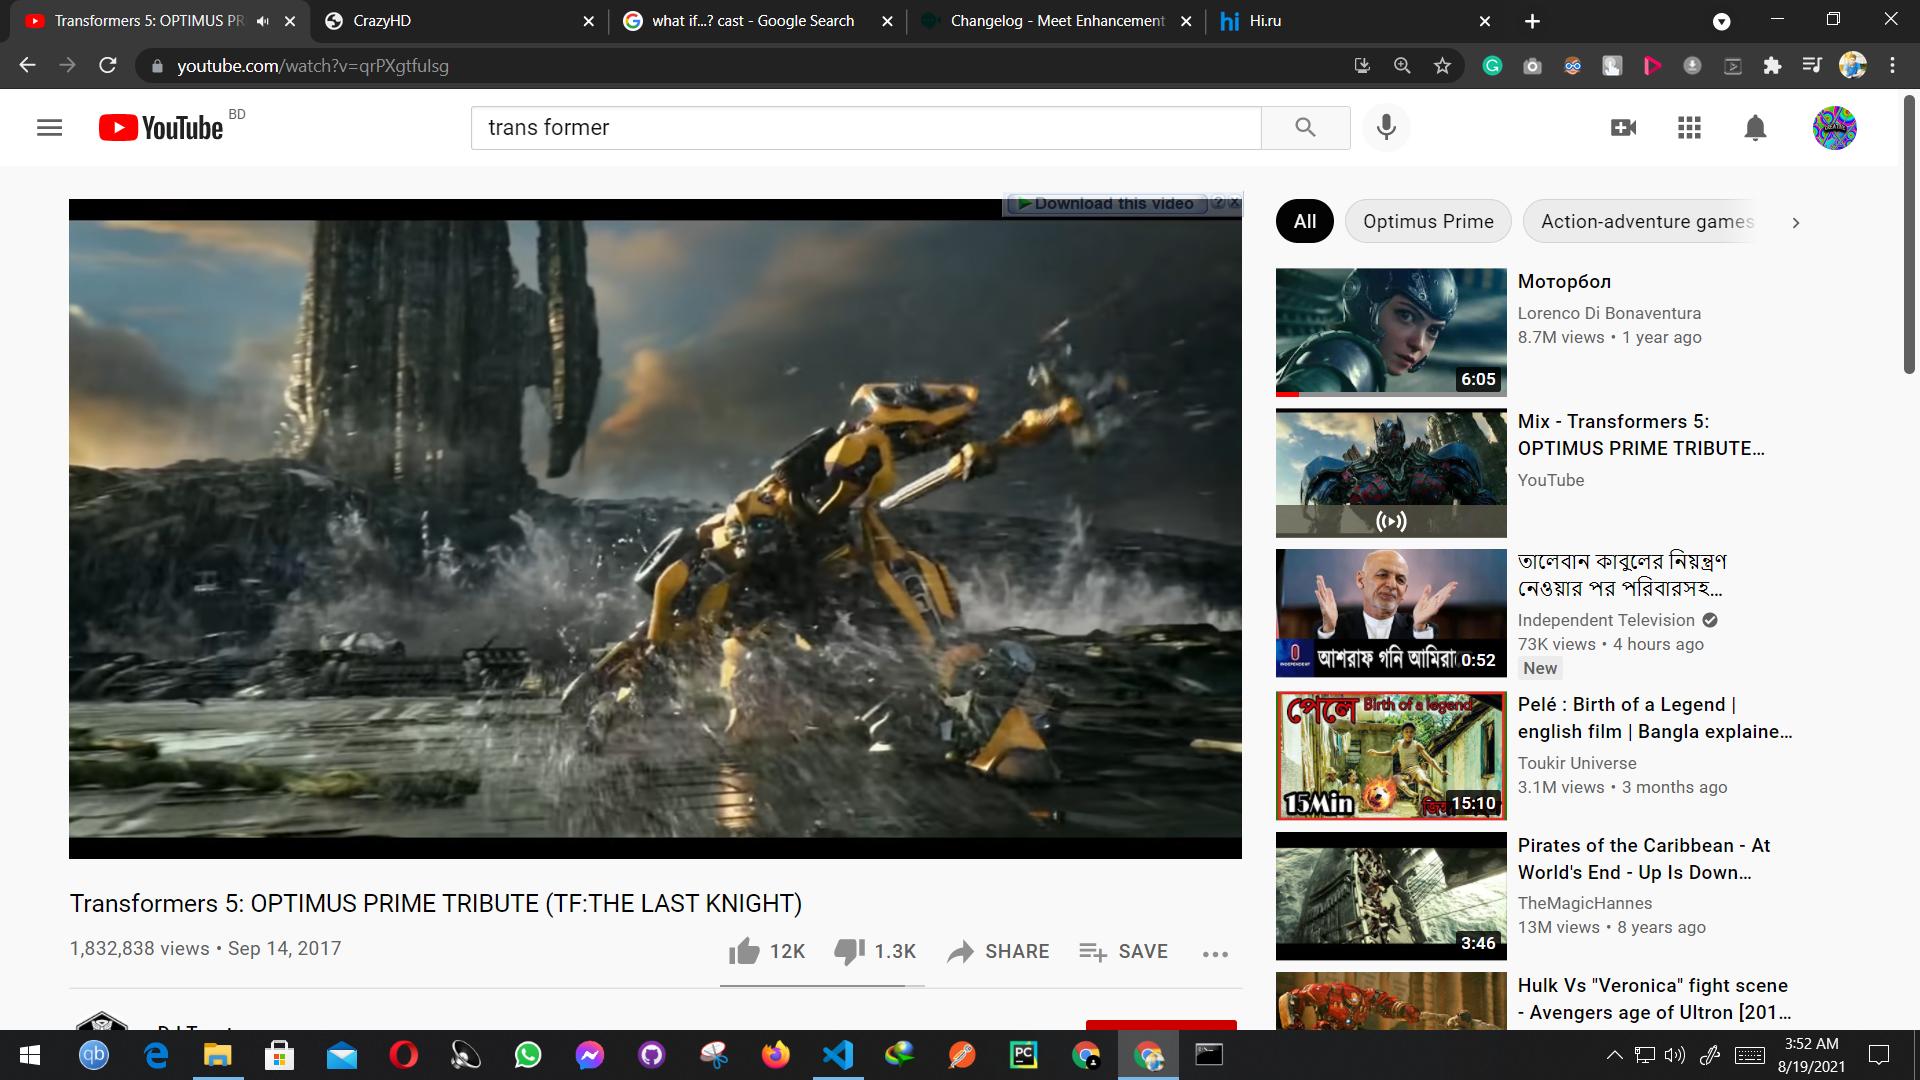 Transformers 5: OPTIMUS PR
CrazyHD
what if...? cast - Google Search
Changelog - Meet Enhancement
Hi.ru
youtube.com/watch?v=qrPXgtfuIsg
YouTube BD
trans former
Download this video
All
Optimus Prime
Action-adventure games
6:05
Моторбол
Lorenco Di Bonaventura
8.7M views • 1 year ago
Mix - Transformers 5:
OPTIMUS PRIME TRIBUTE...
YouTube
তালেবান কাবুলের নিয়ন্ত্রণ
নেওয়ার পর পরিবারসহ...
Independent Television
73K views • 4 hours ago
New
INDEPENDENT
আশরাফ গনি আমিরা
0:52
পেলে Birth of a legend
15Min
15:10
Pelé : Birth of a Legend |
english film | Bangla explaine...
Toukir Universe
3.1M views • 3 months ago
3:46
Pirates of the Caribbean - At
World's End - Up Is Down...
TheMagicHannes
13M views • 8 years ago
Hulk Vs "Veronica" fight scene
- Avengers age of Ultron [201...
Transformers 5: OPTIMUS PRIME TRIBUTE (TF:THE LAST KNIGHT)
1,832,838 views • Sep 14, 2017
12K
1.3K
SHARE
SAVE
qb
PC
3:52 AM
8/19/2021